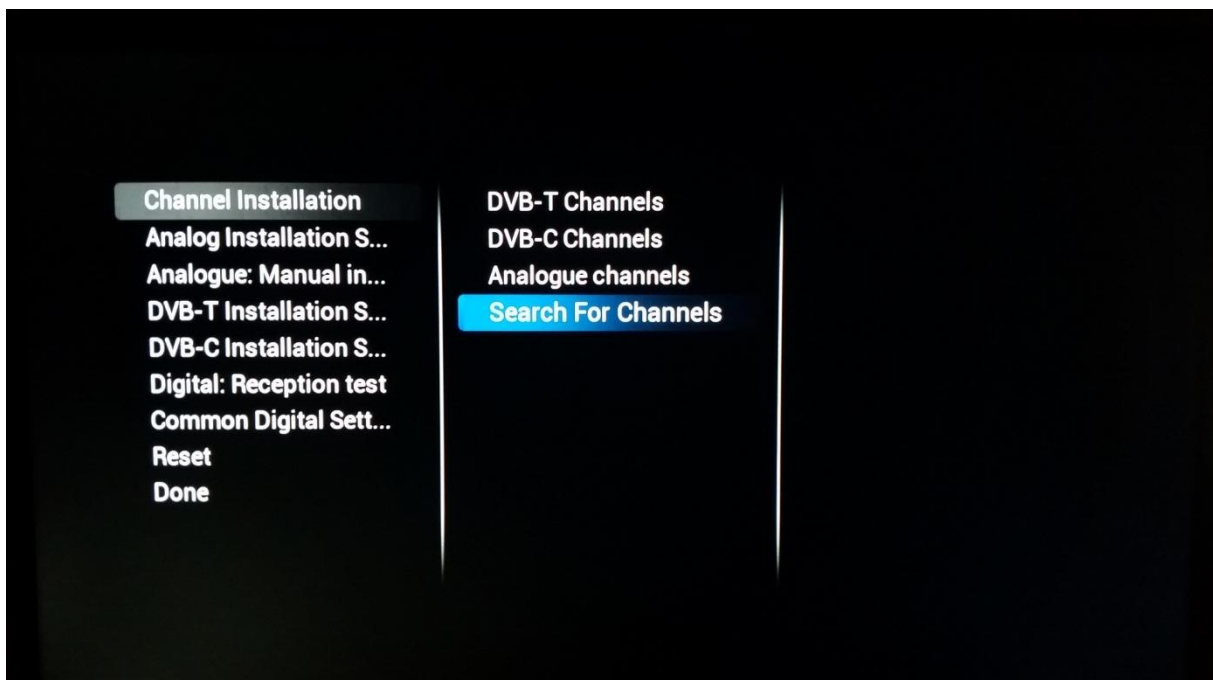 Channel Installation
Analog Installation S...
Analogue: Manual in...
DVB-T Installation S...
DVB-C Installation S...
Digital: Reception test
Common Digital Sett...
Reset
Done
DVB-T Channels
DVB-C Channels
Analogue channels
Search For Channels